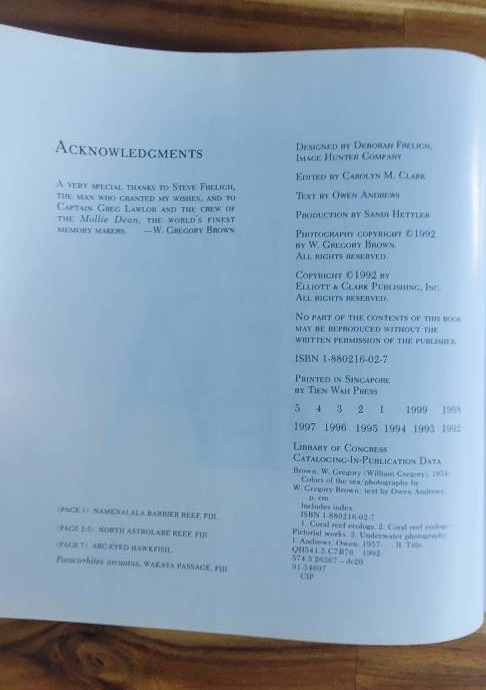 ACKNOWLEDGMENTS
A VERY SPECIAL THANKS TO STEVE FRELIGH,
THE MAN WHO GRANTED MY WISHES, AND TO
CAPTAIN GREG LAWLOR AND THE CREW OF
THE Mollie Dean, THE WORLD'S FINEST
MEMORY MAKERS. —W. GREGORY BROWN
(PAGE 1) NAMENALALA BARRIER REEF, FIJI.
(PAGE 2-3) NORTH ASTROLABE REEF, FIJI
(PAGE 7) ARC-EYED HAWKFISH,
Paracirrhites arcuatus, WAKAYA PASSAGE, FIJI.
DESIGNED BY DEBORAH FRELIGH,
IMAGE HUNTER COMPANY
EDITED BY CAROLYN M. CLARK
TEXT BY OWEN ANDREWS
PRODUCTION BY SANDI HETTLER
PHOTOGRAPHY COPYRIGHT ©1992
BY W. GREGORY BROWN.
ALL RIGHTS RESERVED.
COPYRIGHT ©1992 BY
ELLIOTT & CLARK PUBLISHING, INC.
ALL RIGHTS RESERVED.
NO PART OF THE CONTENTS OF THIS BOOK
MAY BE REPRODUCED WITHOUT THE
WRITTEN PERMISSION OF THE PUBLISHER.
ISBN 1-880216-02-7
PRINTED IN SINGAPORE
BY TIEN WAH PRESS
5 4 3 2 1 1999 1998
1997 1996 1995 1994 1993 1992
LIBRARY OF CONGRESS
CATALOGING-IN-PUBLICATION DATA
Brown, W. Gregory (William Gregory), 1954-
Colors of the sea/photography by
W. Gregory Brown; text by Owen Andrews.
p. cm.
Includes index.
ISBN 1-880216-02-7
1. Coral reef ecology. 2. Coral reef ecology—
Pictorial works. 3. Underwater photography.
I. Andrews, Owen, 1957- . II. Title.
QH541.5.C7B76 1992
574.5'26367—dc20
91-34697
CIP